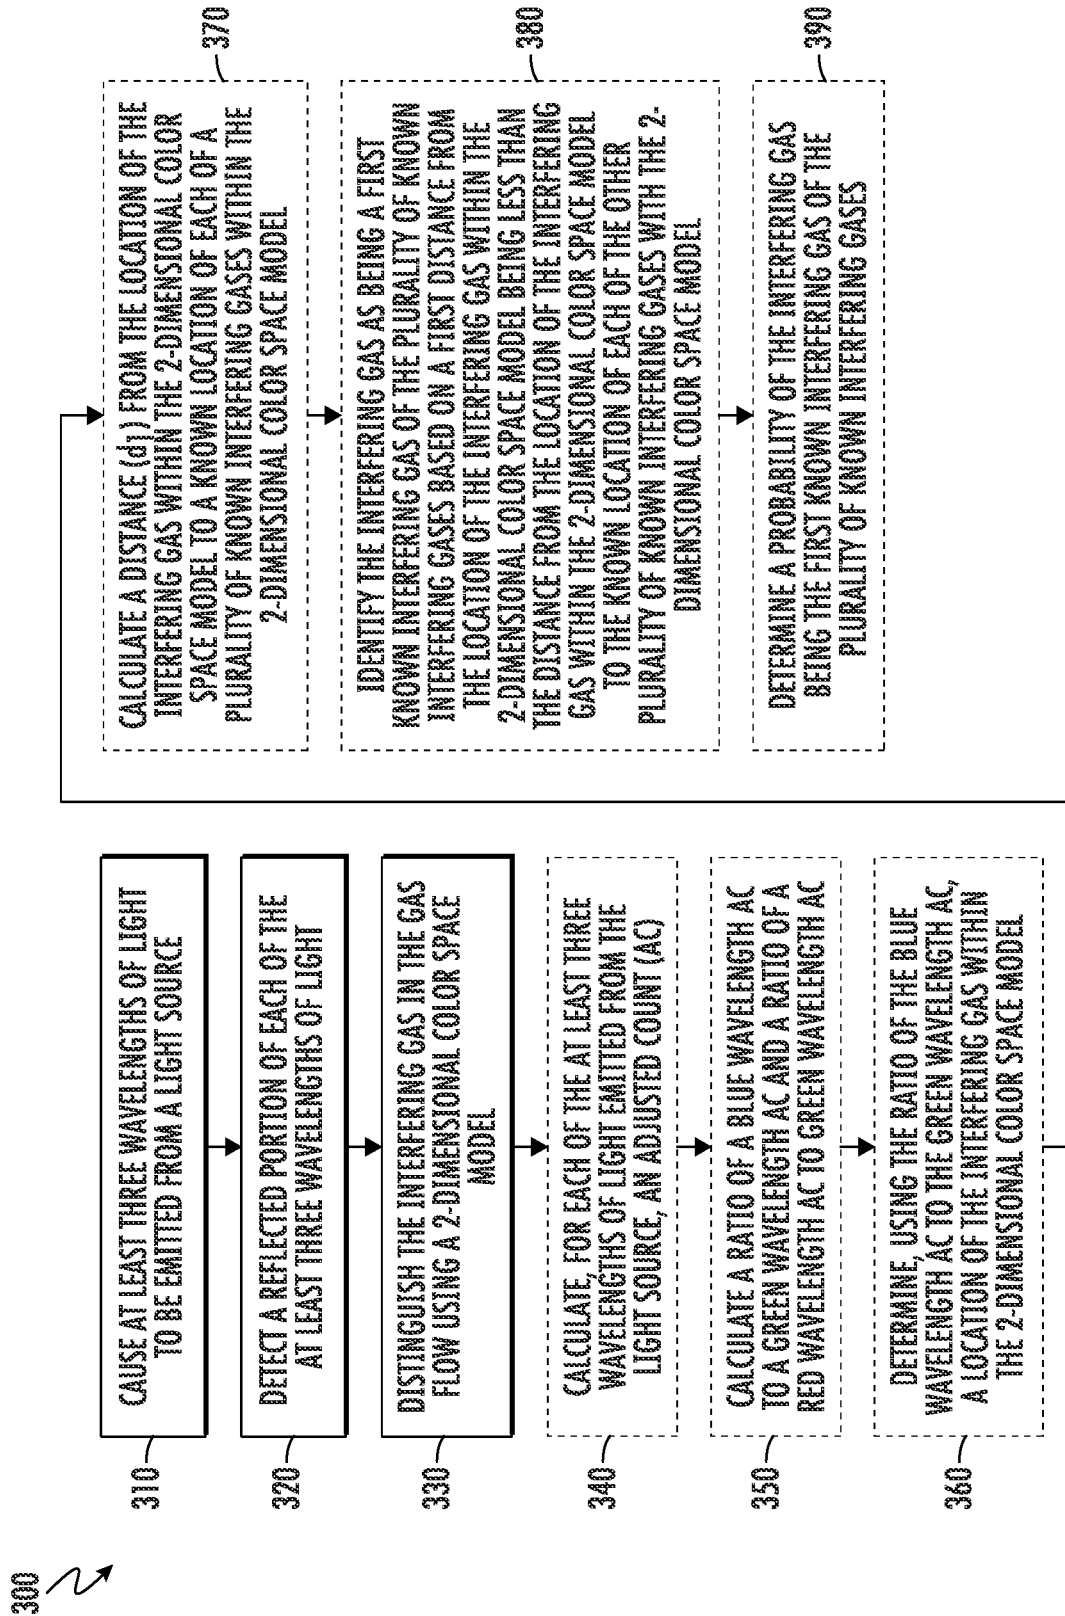 300
310
CAUSE AT LEAST THREE WAVELENGTHS OF LIGHT
TO BE EMITTED FROM A LIGHT SOURCE
320
DETECT A REFLECTED PORTION OF EACH OF THE
AT LEAST THREE WAVELENGTHS OF LIGHT
330
DISTINGUISH THE INTERFERING GAS IN THE GAS
FLOW USING A 2-DIMENSIONAL COLOR SPACE
MODEL
340
CALCULATE, FOR EACH OF THE AT LEAST THREE
WAVELENGTHS OF LIGHT EMITTED FROM THE
LIGHT SOURCE, AN ADJUSTED COUNT (AC)
350
CALCULATE A RATIO OF A BLUE WAVELENGTH AC
TO A GREEN WAVELENGTH AC AND A RATIO OF A
RED WAVELENGTH AC TO GREEN WAVELENGTH AC
360
DETERMINE, USING THE RATIO OF THE BLUE
WAVELENGTH AC TO THE GREEN WAVELENGTH AC,
A LOCATION OF THE INTERFERING GAS WITHIN
THE 2-DIMENSIONAL COLOR SPACE MODEL
370
CALCULATE A DISTANCE (d1) FROM THE LOCATION OF THE
INTERFERING GAS WITHIN THE 2-DIMENSIONAL COLOR
SPACE MODEL TO A KNOWN LOCATION OF EACH OF A
PLURALITY OF KNOWN INTERFERING GASES WITHIN THE
2-DIMENSIONAL COLOR SPACE MODEL
380
IDENTIFY THE INTERFERING GAS AS BEING A FIRST
KNOWN INTERFERING GAS OF THE PLURALITY OF KNOWN
INTERFERING GASES BASED ON A FIRST DISTANCE FROM
THE LOCATION OF THE INTERFERING GAS WITHIN THE
2-DIMENSIONAL COLOR SPACE MODEL BEING LESS THAN
THE DISTANCE FROM THE LOCATION OF THE INTERFERING
GAS WITHIN THE 2-DIMENSIONAL COLOR SPACE MODEL
TO THE KNOWN LOCATION OF EACH OF THE OTHER
PLURALITY OF KNOWN INTERFERING GASES WITH THE 2-
DIMENSIONAL COLOR SPACE MODEL
390
DETERMINE A PROBABILITY OF THE INTERFERING GAS
BEING THE FIRST KNOWN INTERFERING GAS OF THE
PLURALITY OF KNOWN INTERFERING GASES